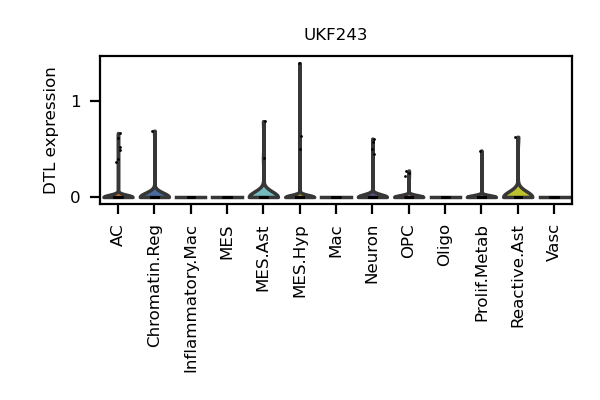 UKF243
DTL expression
1
0
AC
Chromatin.Reg
Inflammatory.Mac
MES
MES.Ast
MES.Hyp
Mac
Neuron
OPC
Oligo
Prolif.Metab
Reactive.Ast
Vasc